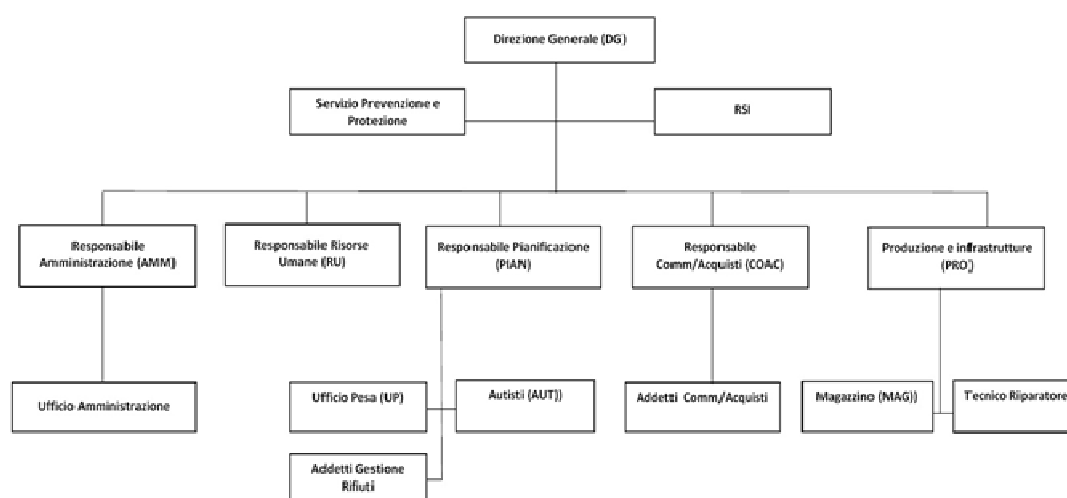 Direzione Generale (DG)
Servizio Prevenzione e
Protezione
RSI
Responsabile
Amministrazione (AMM)
Responsabile Risorse
Umane (RU)
Responsabile Pianificazione
(PIAN)
Responsabile
Comm/Acquisti (COAC)
Produzione e infrastrutture
(PRO)
Ufficio Amministrazione
Ufficio Pesa (UP)
Autisti (AUT))
Addetti Comm/Acquisti
Magazzino (MAG))
Tecnico Riparatore
Addetti Gestione
Rifiuti